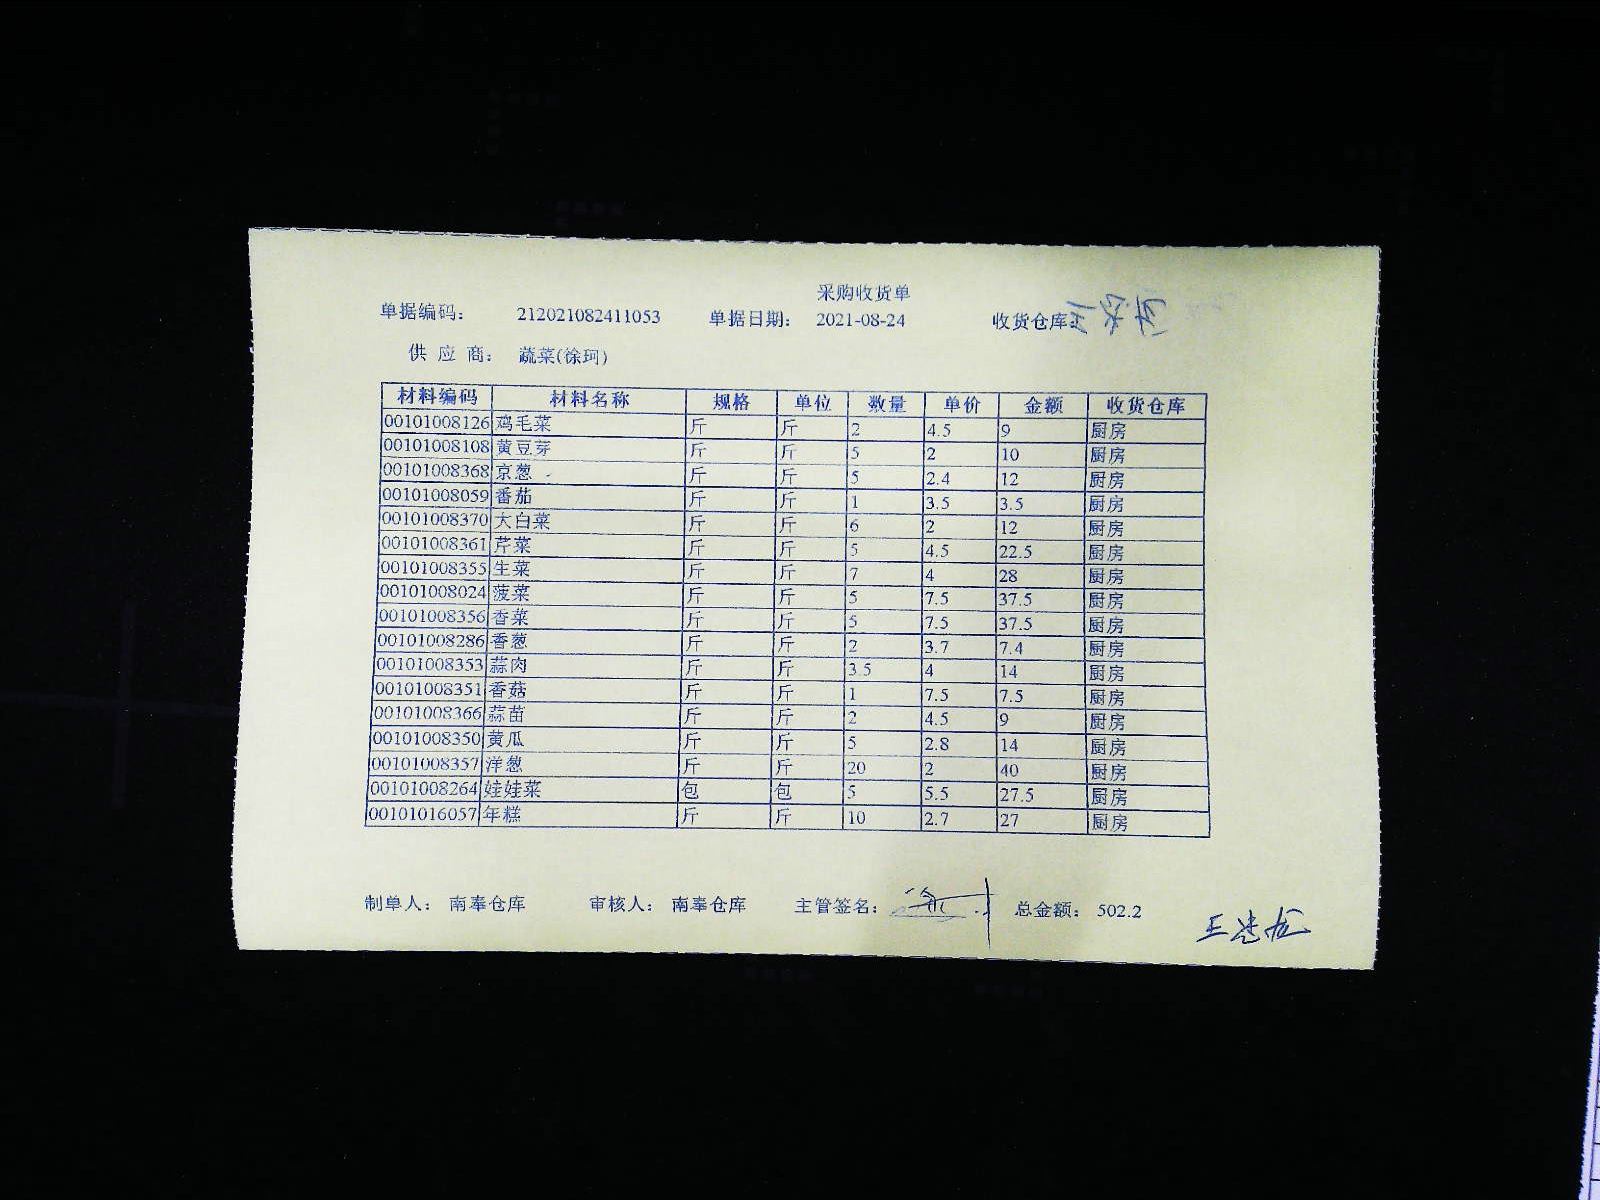 采购收货单
单据编码： 212021082411053 单据日期： 2021-08-24 收货仓库：
供 应 商： 蔬菜(徐珂)
材料编码 材料名称 规格 单位 数量 单价 金额 收货仓库
00101008126 鸡毛菜 斤 斤 2 4.5 9 厨房
00101008108 黄豆芽 斤 斤 5 2 10 厨房
00101008368 京葱 斤 斤 5 2.4 12 厨房
00101008059 番茄 斤 斤 1 3.5 3.5 厨房
00101008370 大白菜 斤 斤 6 2 12 厨房
00101008361 芹菜 斤 斤 5 4.5 22.5 厨房
00101008355 生菜 斤 斤 7 4 28 厨房
00101008024 菠菜 斤 斤 5 7.5 37.5 厨房
00101008356 香菜 斤 斤 5 7.5 37.5 厨房
00101008286 香葱 斤 斤 2 3.7 7.4 厨房
00101008353 蒜肉 斤 斤 3.5 4 14 厨房
00101008351 香菇 斤 斤 1 7.5 7.5 厨房
00101008366 蒜苗 斤 斤 2 4.5 9 厨房
00101008350 黄瓜 斤 斤 5 2.8 14 厨房
00101008357 洋葱 斤 斤 20 2 40 厨房
00101008264 娃娃菜 包 包 5 5.5 27.5 厨房
00101016057 年糕 斤 斤 10 2.7 27 厨房
制单人： 南奉仓库 审核人： 南奉仓库 主管签名： 总金额： 502.2